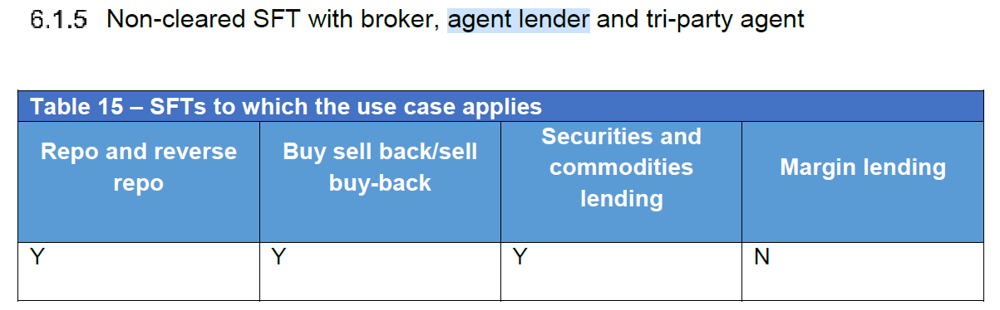 6.1.5 Non-cleared SFT with broker, agent lender and tri-party agent
Table 15 – SFTs to which the use case applies
Repo and reverse
repo
Buy sell back/sell
buy-back
Securities and
commodities
lending
Margin lending
Y
Y
Y
N